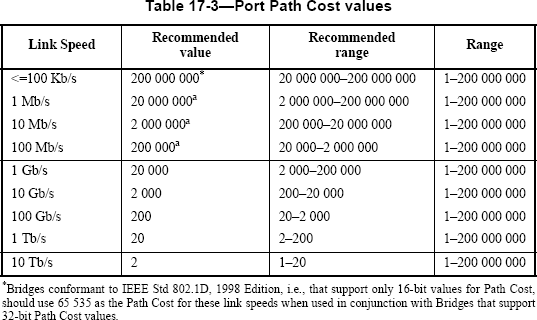 Table 17-3—Port Path Cost values
Link Speed Recommended value Recommended range Range
<=100 Kb/s 200 000 000* 20 000 000–200 000 000 1–200 000 000
1 Mb/s 20 000 000a 2 000 000–200 000 000 1–200 000 000
10 Mb/s 2 000 000a 200 000–20 000 000 1–200 000 000
100 Mb/s 200 000a 20 000–2 000 000 1–200 000 000
1 Gb/s 20 000 2 000–200 000 1–200 000 000
10 Gb/s 2 000 200–20 000 1–200 000 000
100 Gb/s 200 20–2 000 1–200 000 000
1 Tb/s 20 2–200 1–200 000 000
10 Tb/s 2 1–20 1–200 000 000
*Bridges conformant to IEEE Std 802.1D, 1998 Edition, i.e., that support only 16-bit values for Path Cost,
should use 65 535 as the Path Cost for these link speeds when used in conjunction with Bridges that support
32-bit Path Cost values.